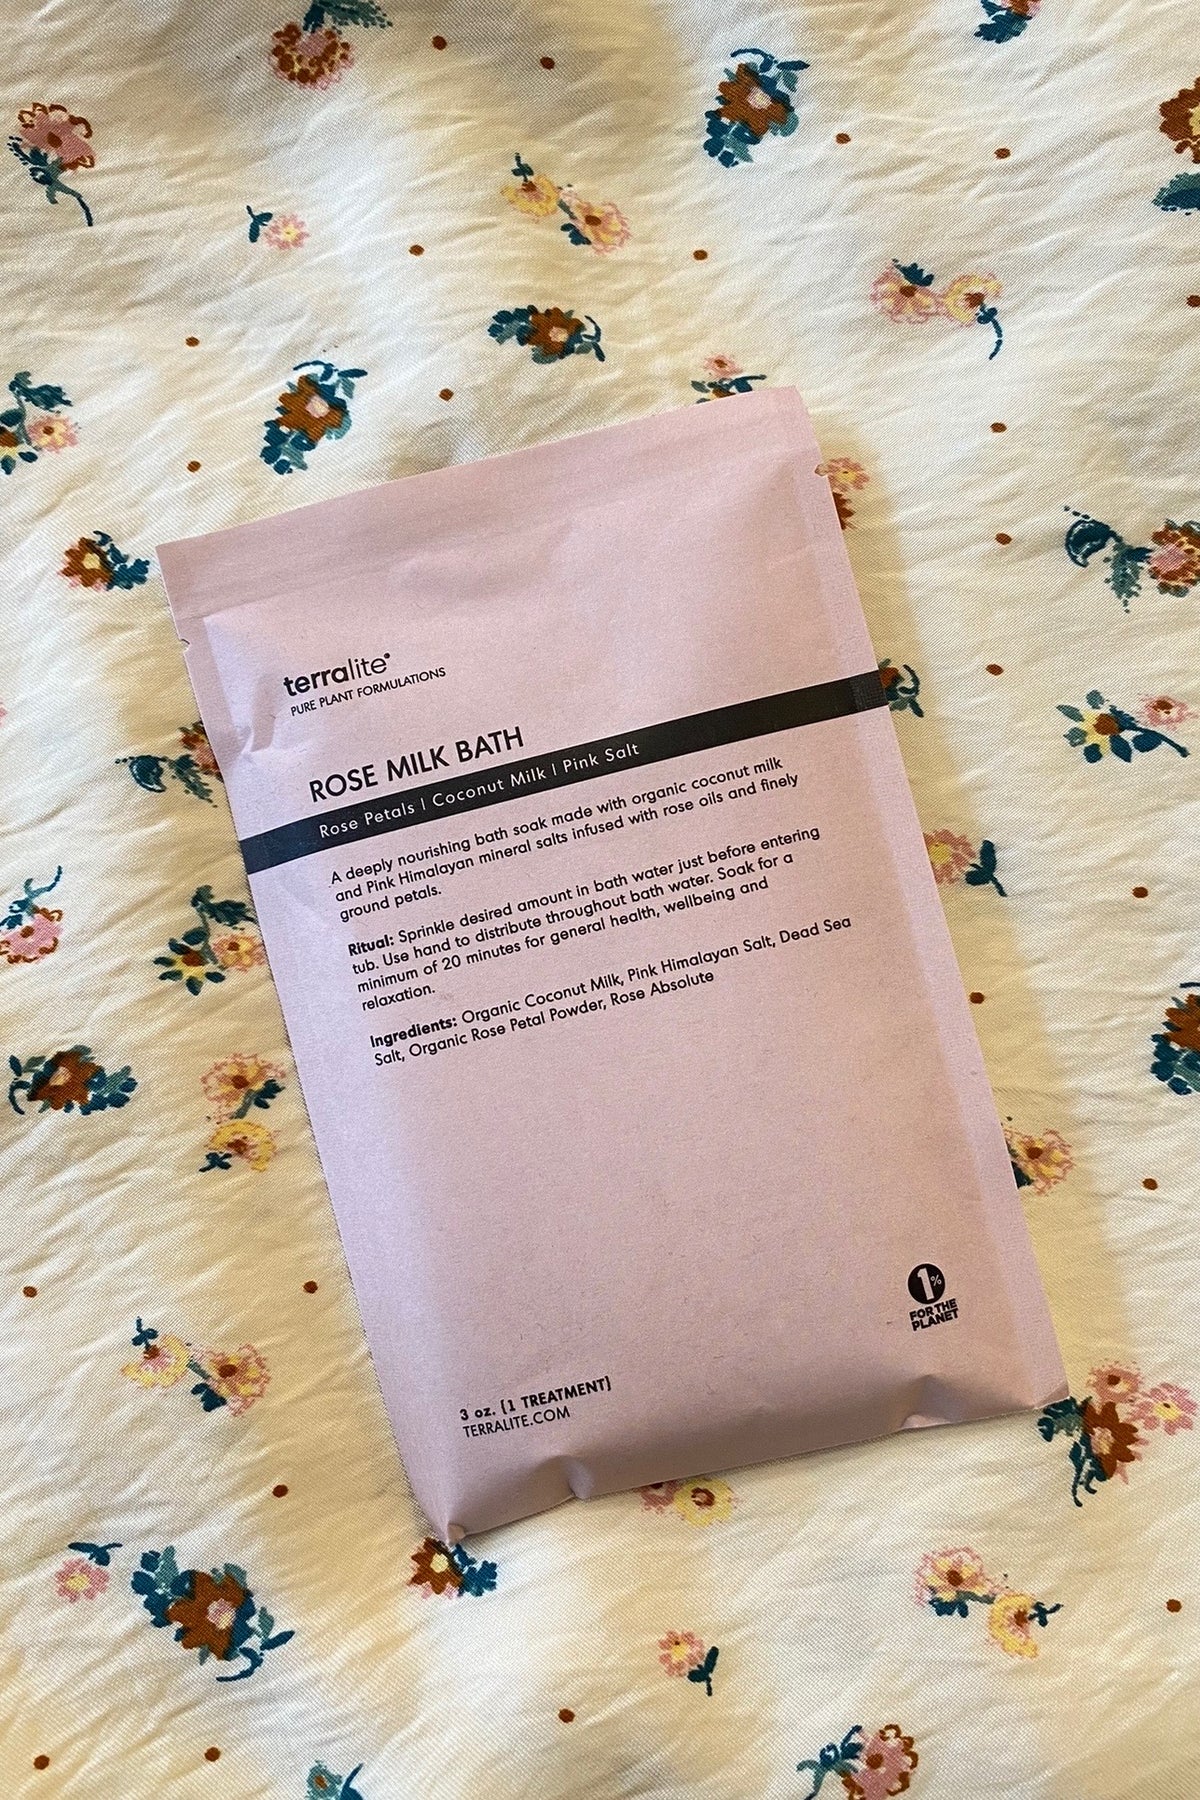 terralite®
PURE PLANT FORMULATIONS
ROSE MILK BATH
Rose Petals | Coconut Milk | Pink Salt
A deeply nourishing bath soak made with organic coconut milk
and Pink Himalayan mineral salts infused with rose oils and finely
ground petals.
Ritual: Sprinkle desired amount in bath water just before entering
tub. Use hand to distribute throughout bath water. Soak for a
minimum of 20 minutes for general health, wellbeing and
relaxation.
Ingredients: Organic Coconut Milk, Pink Himalayan Salt, Dead Sea
Salt, Organic Rose Petal Powder, Rose Absolute
1%
FOR THE
PLANET
3 oz. [1 TREATMENT]
TERRALITE.COM